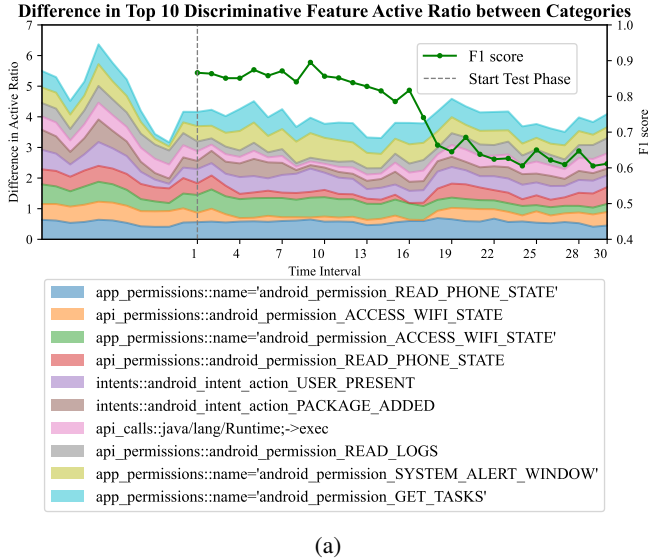 Difference in Top 10 Discriminative Feature Active Ratio between Categories
7
6
5
4
3
2
1
0
Difference in Active Ratio
F1 score
Start Test Phase
1.0
0.9
0.8
0.7
0.6
0.5
0.4
F1 score
1 4 7 10 13 16 19 22 25 28 30
Time Interval
app_permissions::name='android_permission_READ_PHONE_STATE'
api_permissions::android_permission_ACCESS_WIFI_STATE
app_permissions::name='android_permission_ACCESS_WIFI_STATE'
api_permissions::android_permission_READ_PHONE_STATE
intents::android_intent_action_USER_PRESENT
intents::android_intent_action_PACKAGE_ADDED
api_calls::java/lang/Runtime;->exec
api_permissions::android_permission_READ_LOGS
app_permissions::name='android_permission_SYSTEM_ALERT_WINDOW'
app_permissions::name='android_permission_GET_TASKS'
(a)